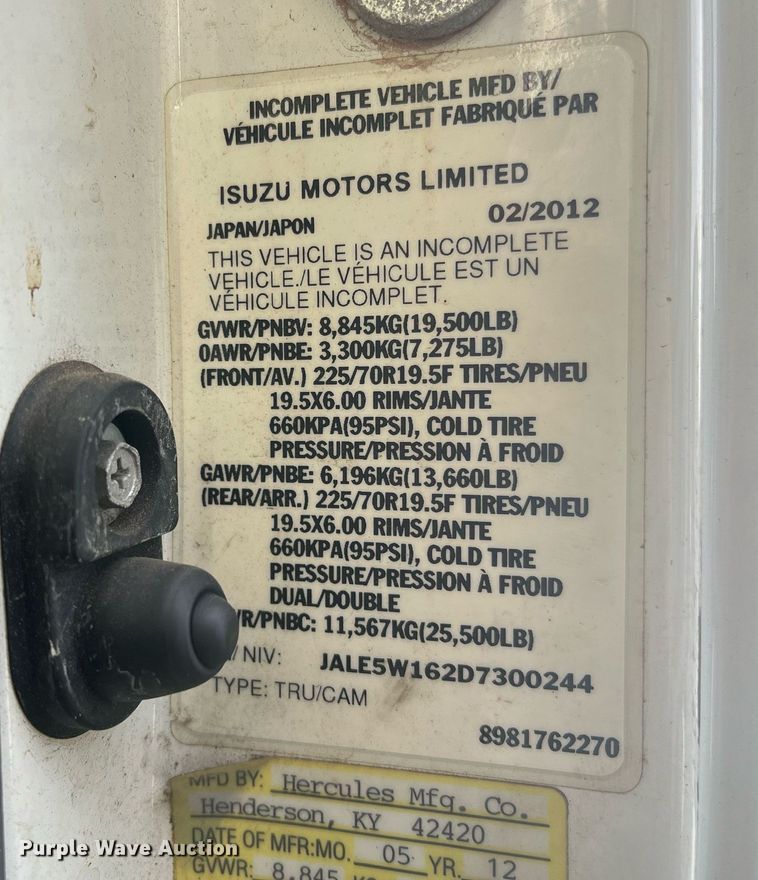 INCOMPLETE VEHICLE MFD BY/
VÉHICULE INCOMPLET FABRIQUÉ PAR
ISUZU MOTORS LIMITED
JAPAN/JAPON 02/2012
THIS VEHICLE IS AN INCOMPLETE
VEHICLE./LE VÉHICULE EST UN
VÉHICULE INCOMPLET.
GVWR/PNBV: 8,845KG(19,500LB)
0AWR/PNBE: 3,300KG(7,275LB)
(FRONT/AV.) 225/70R19.5F TIRES/PNEU
19.5X6.00 RIMS/JANTE
660KPA(95PSI), COLD TIRE
PRESSURE/PRESSION À FROID
GAWR/PNBE: 6,196KG(13,660LB)
(REAR/ARR.) 225/70R19.5F TIRES/PNEU
19.5X6.00 RIMS/JANTE
660KPA(95PSI), COLD TIRE
PRESSURE/PRESSION À FROID
DUAL/DOUBLE
R/PNBC: 11,567KG(25,500LB)
/ NIV: JALE5W162D7300244
TYPE: TRU/CAM
8981762270
MFD BY: Hercules Mfg. Co.
Henderson, KY 42420
DATE OF MFR:MO. 05 YR. 12
GVWR: 8,845
Purple Wave Auction